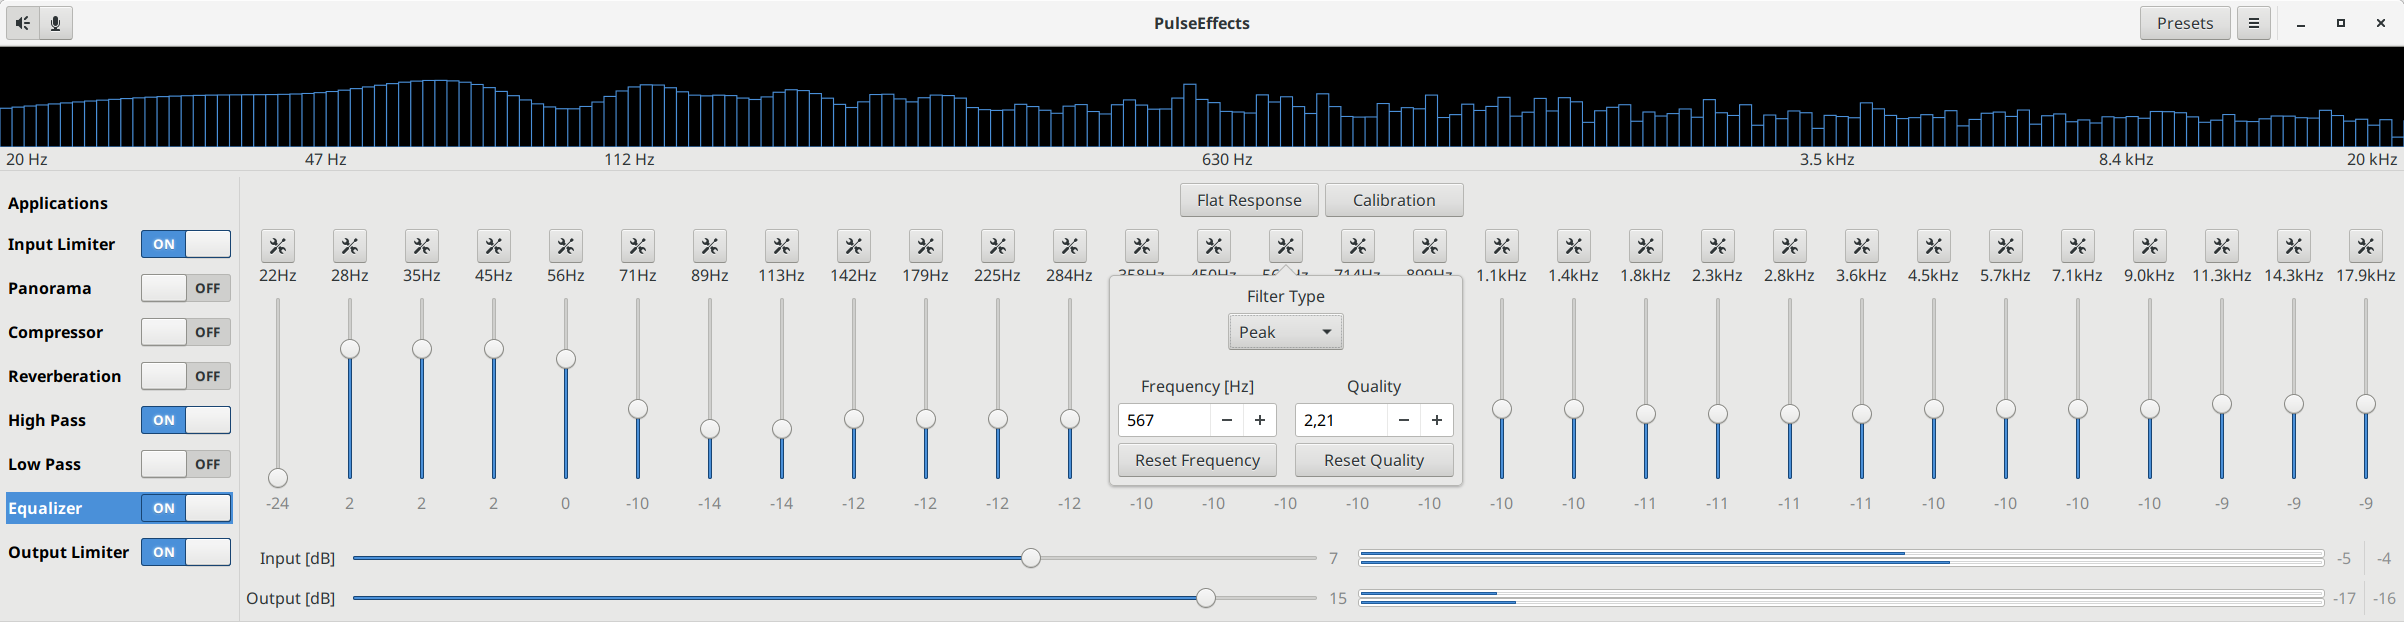 PulseEffects
Presets
20 Hz 47 Hz 112 Hz 630 Hz 3.5 kHz 8.4 kHz 20 kHz
Applications
Input Limiter ON
Panorama OFF
Compressor OFF
Reverberation OFF
High Pass ON
Low Pass OFF
Equalizer ON
Output Limiter ON
Flat Response Calibration
22Hz 28Hz 35Hz 45Hz 56Hz 71Hz 89Hz 113Hz 142Hz 179Hz 225Hz 284Hz 358Hz 450Hz 714Hz 899Hz 1.1kHz 1.4kHz 1.8kHz 2.3kHz 2.8kHz 3.6kHz 4.5kHz 5.7kHz 7.1kHz 9.0kHz 11.3kHz 14.3kHz 17.9kHz
Filter Type
Peak
Frequency [Hz] Quality
567 − + 2,21 − +
Reset Frequency Reset Quality
-24 2 2 2 0 -10 -14 -14 -12 -12 -12 -12 -10 -10 -10 -10 -10 -10 -10 -11 -11 -11 -11 -10 -10 -10 -10 -9 -9 -9
Input [dB] 7 -5 -4
Output [dB] 15 -17 -16